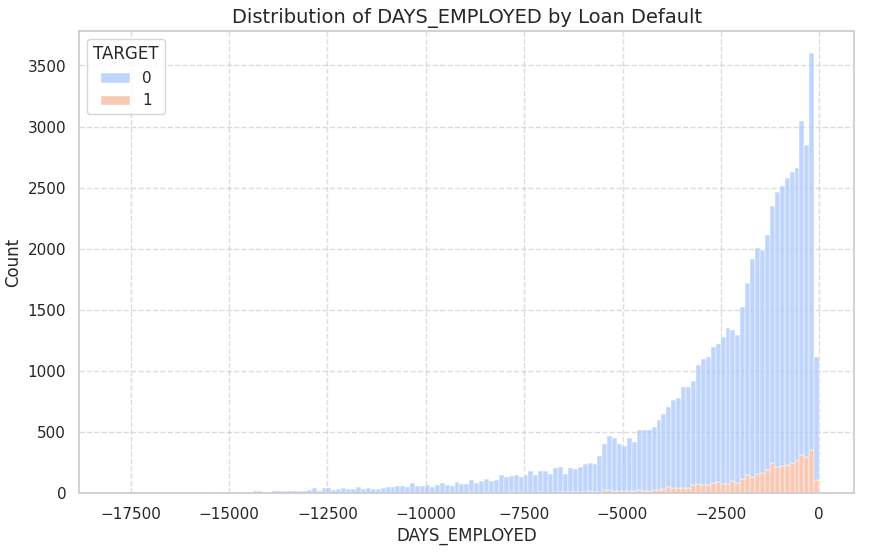 Distribution of DAYS_EMPLOYED by Loan Default
TARGET
0
1
3500
3000
2500
2000
1500
1000
500
0
Count
−17500 −15000 −12500 −10000 −7500 −5000 −2500 0
DAYS_EMPLOYED